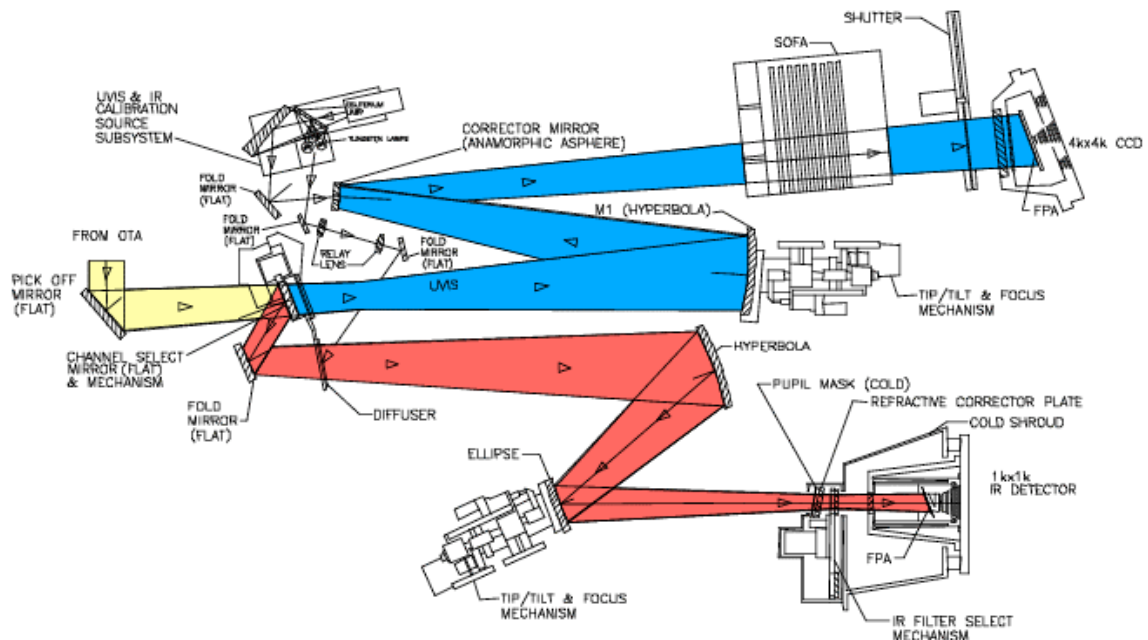 SHUTTER
SOFA
UVIS & IR
CALIBRATION
SOURCE
SUBSYSTEM
DEUTERIUM
LAMP
TUNGSTEN LAMPS
CORRECTOR MIRROR
(ANAMORPHIC ASPHERE)
4kx4k CCD
FOLD
MIRROR
(FLAT)
M1 (HYPERBOLA)
FPA
FROM OTA
FOLD
MIRROR
(FLAT)
RELAY
LENS
FOLD
MIRROR
(FLAT)
PICK OFF
MIRROR
(FLAT)
UVIS
TIP/TILT & FOCUS
MECHANISM
CHANNEL SELECT
MIRROR (FLAT)
& MECHANISM
HYPERBOLA
FOLD
MIRROR
(FLAT)
DIFFUSER
PUPIL MASK (COLD)
REFRACTIVE CORRECTOR PLATE
COLD SHROUD
ELLIPSE
1kx1k
IR DETECTOR
FPA
TIP/TILT & FOCUS
MECHANISM
IR FILTER SELECT
MECHANISM